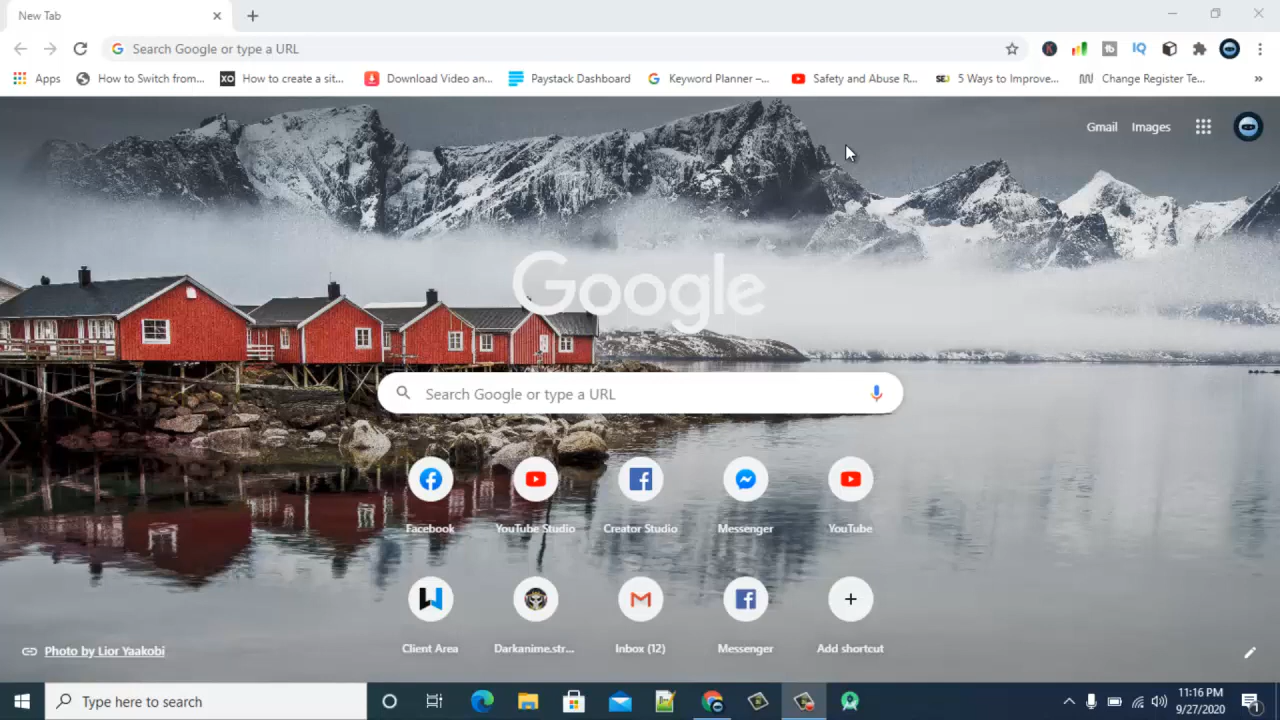 New Tab
Search Google or type a URL
Apps How to Switch from... How to create a sit... Download Video an... Paystack Dashboard Keyword Planner –... Safety and Abuse R... 5 Ways to Improve... Change Register Te... »
Gmail Images
Google
Search Google or type a URL
Facebook YouTube Studio Creator Studio Messenger YouTube
Client Area Darkanime.str... Inbox (12) Messenger Add shortcut
Photo by Lior Yaakobi
Type here to search
11:16 PM
9/27/2020